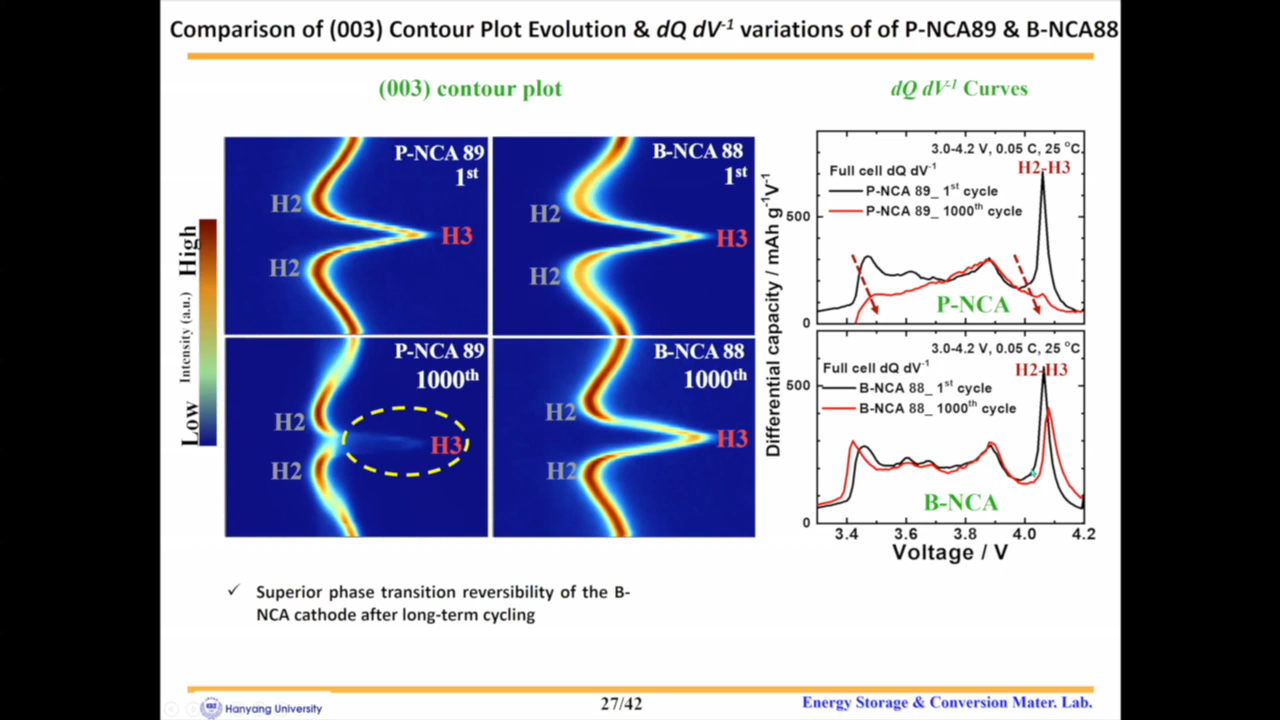 Comparison of (003) Contour Plot Evolution & dQ dV-1 variations of of P-NCA89 & B-NCA88
(003) contour plot
dQ dV-1 Curves
High
Intensity (a.u.)
Low
P-NCA 89
1st
H2
H3
H2
B-NCA 88
1st
H2
H3
H2
P-NCA 89
1000th
H2
H3
H2
B-NCA 88
1000th
H2
H3
H2
Differential capacity / mAh g-1V-1
3.0-4.2 V, 0.05 C, 25 °C
H2-H3
Full cell dQ dV-1
P-NCA 89_ 1st cycle
P-NCA 89_ 1000th cycle
500
P-NCA
0
3.0-4.2 V, 0.05 C, 25 °C
H2-H3
Full cell dQ dV-1
B-NCA 88_ 1st cycle
B-NCA 88_ 1000th cycle
500
B-NCA
0
3.4 3.6 3.8 4.0 4.2
Voltage / V
✓ Superior phase transition reversibility of the B-
NCA cathode after long-term cycling
Hanyang University
27/42
Energy Storage & Conversion Mater. Lab.